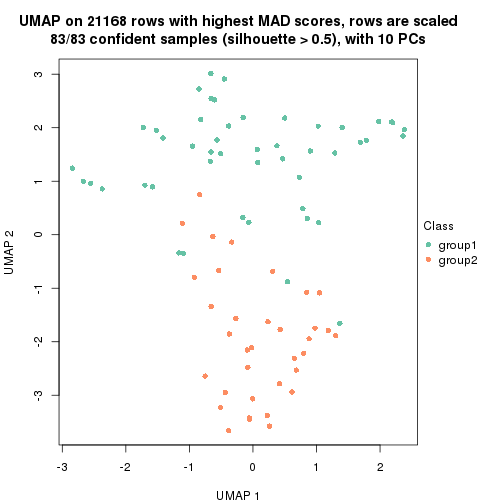 UMAP on 21168 rows with highest MAD scores, rows are scaled
83/83 confident samples (silhouette > 0.5), with 10 PCs
3
2
1
0
-1
-2
-3
UMAP 2
Class
group1
group2
-3
-2
-1
0
1
2
UMAP 1